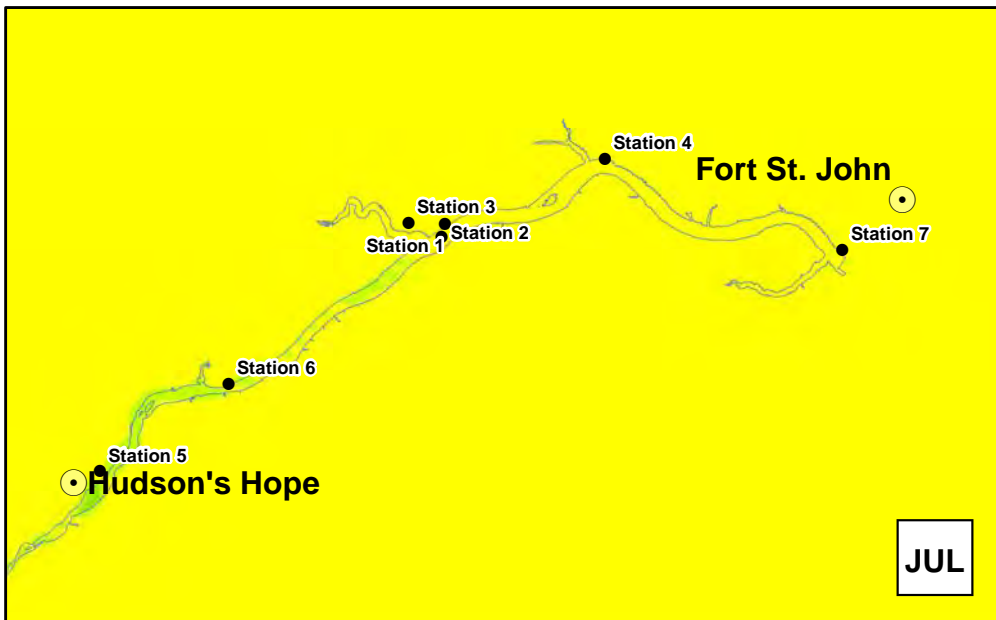 Station 4
Fort St. John
Station 3
Station 2
Station 1
Station 7
Station 6
Station 5
Hudson's Hope
JUL